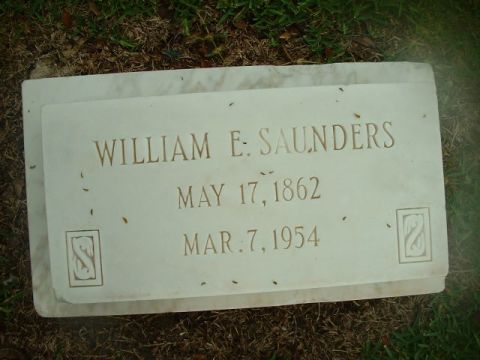 WILLIAM E. SAUNDERS
MAY 17, 1862
MAR. 7, 1954